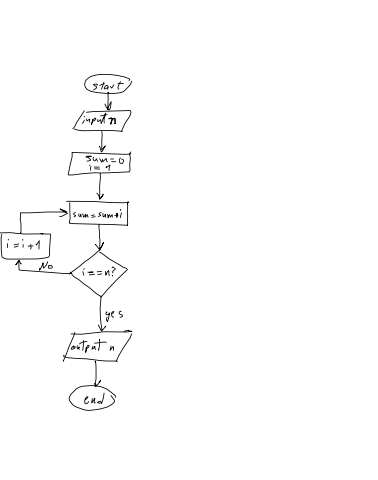 start
input n
sum=0
i=1
sum=sum+i
i=i+1
i==n?
No
yes
output n
end